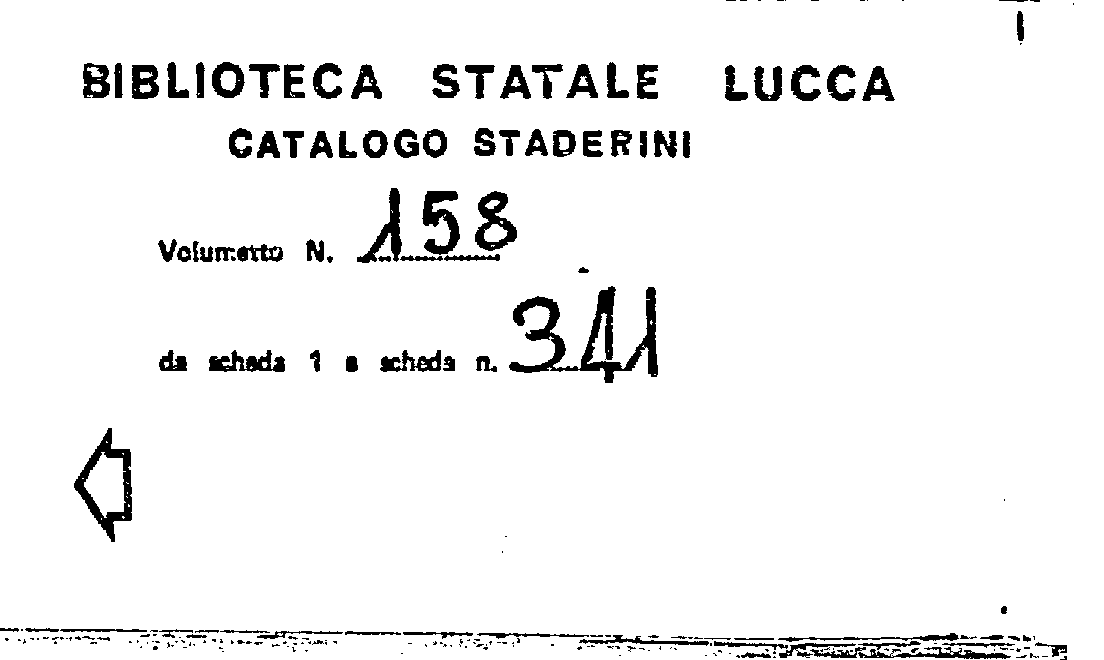 BIBLIOTECA STATALE LUCCA
CATALOGO STADERINI
Volumetto N. 158
da scheda 1 a scheda n. 341